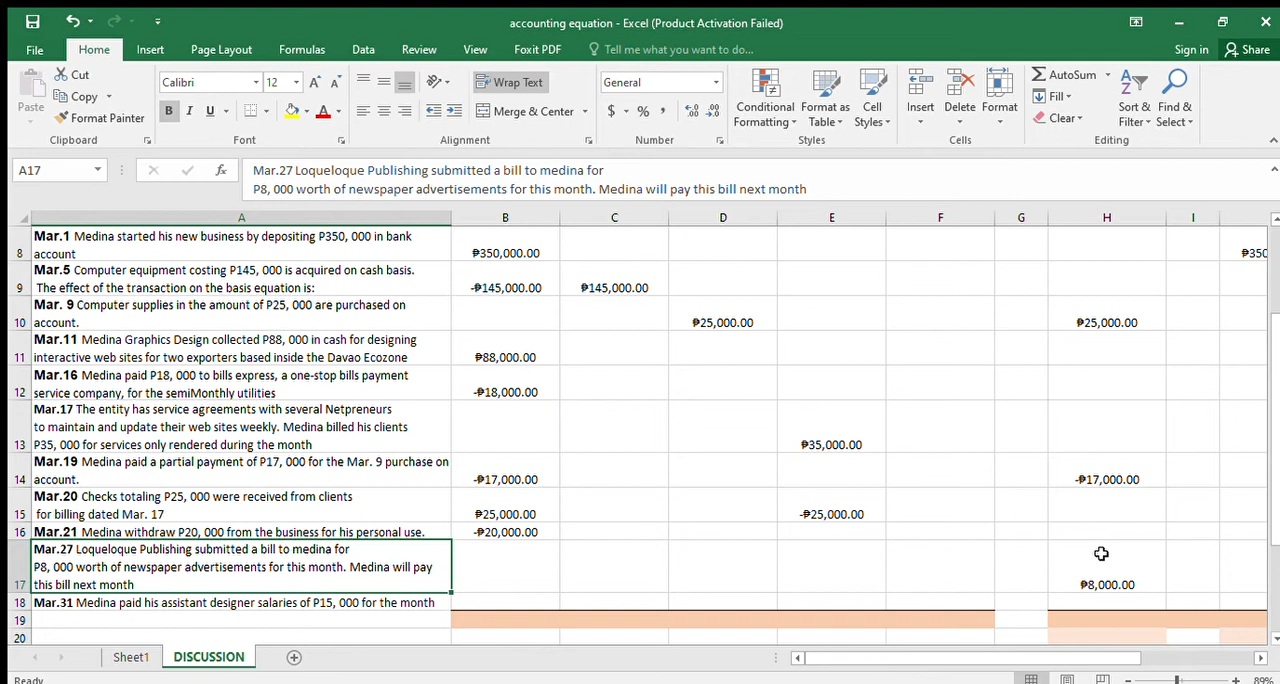 accounting equation - Excel (Product Activation Failed)
File Home Insert Page Layout Formulas Data Review View Foxit PDF Tell me what you want to do... Sign in Share
Paste
Cut
Copy
Format Painter
Clipboard
Calibri 12
B I U
Font
Wrap Text
Merge & Center
Alignment
General
$ % ,
Number
Conditional Formatting
Format as Table
Cell Styles
Styles
Insert Delete Format
Cells
AutoSum
Fill
Clear
Sort & Filter
Find & Select
Editing
A17
fx
Mar.27 Loqueloque Publishing submitted a bill to medina for
P8, 000 worth of newspaper advertisements for this month. Medina will pay this bill next month
A B C D E F G H I
Mar.1 Medina started his new business by depositing P350, 000 in bank
8 account ₱350,000.00 ₱350
Mar.5 Computer equipment costing P145, 000 is acquired on cash basis.
9 The effect of the transaction on the basis equation is: -₱145,000.00 ₱145,000.00
Mar. 9 Computer supplies in the amount of P25, 000 are purchased on
10 account. ₱25,000.00 ₱25,000.00
Mar.11 Medina Graphics Design collected P88, 000 in cash for designing
11 interactive web sites for two exporters based inside the Davao Ecozone ₱88,000.00
Mar.16 Medina paid P18, 000 to bills express, a one-stop bills payment
12 service company, for the semiMonthly utilities -₱18,000.00
Mar.17 The entity has service agreements with several Netpreneurs
to maintain and update their web sites weekly. Medina billed his clients
13 P35, 000 for services only rendered during the month ₱35,000.00
Mar.19 Medina paid a partial payment of P17, 000 for the Mar. 9 purchase on
14 account. -₱17,000.00 -₱17,000.00
Mar.20 Checks totaling P25, 000 were received from clients
15 for billing dated Mar. 17 ₱25,000.00 -₱25,000.00
16 Mar.21 Medina withdraw P20, 000 from the business for his personal use. -₱20,000.00
Mar.27 Loqueloque Publishing submitted a bill to medina for
P8, 000 worth of newspaper advertisements for this month. Medina will pay
17 this bill next month ₱8,000.00
18 Mar.31 Medina paid his assistant designer salaries of P15, 000 for the month
19
20
Sheet1 DISCUSSION
Ready 89%